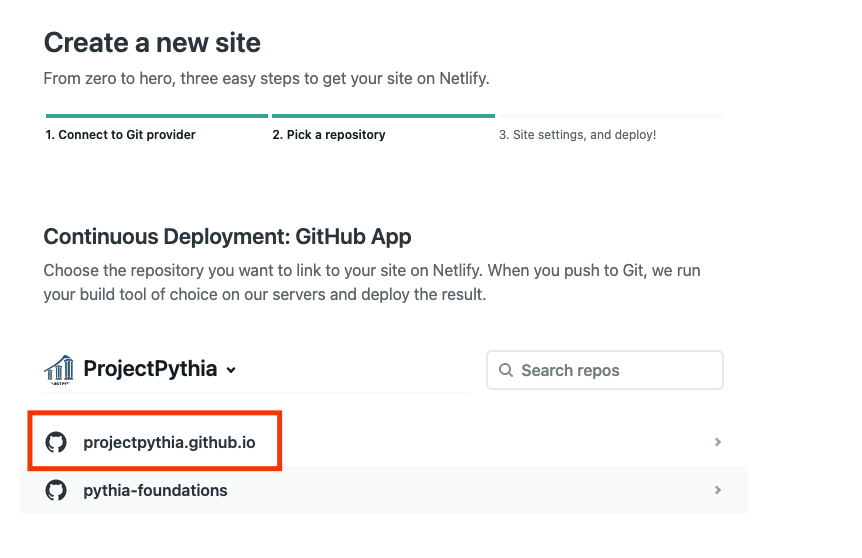 Create a new site
From zero to hero, three easy steps to get your site on Netlify.
1. Connect to Git provider
2. Pick a repository
3. Site settings, and deploy!
Continuous Deployment: GitHub App
Choose the repository you want to link to your site on Netlify. When you push to Git, we run
your build tool of choice on our servers and deploy the result.
ProjectPythia
Search repos
projectpythia.github.io
pythia-foundations